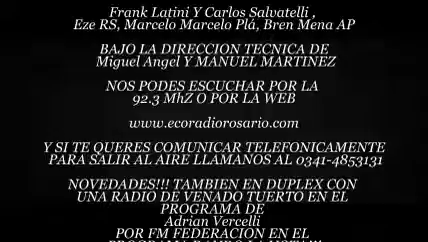 Frank Latini Y Carlos Salvatelli ,
Eze RS, Marcelo Marcelo Plá, Bren Mena AP
BAJO LA DIRECCION TECNICA DE
Miguel Angel Y MANUEL MARTINEZ
NOS PODES ESCUCHAR POR LA
92.3 MhZ O POR LA WEB
www.ecoradiorosario.com
Y SI TE QUERES COMUNICAR TELEFONICAMENTE
PARA SALIR AL AIRE LLAMANOS AL 0341-4853131
NOVEDADES!!! TAMBIEN EN DUPLEX CON
UNA RADIO DE VENADO TUERTO EN EL
PROGRAMA DE
Adrian Vercelli
POR FM FEDERACION EN EL